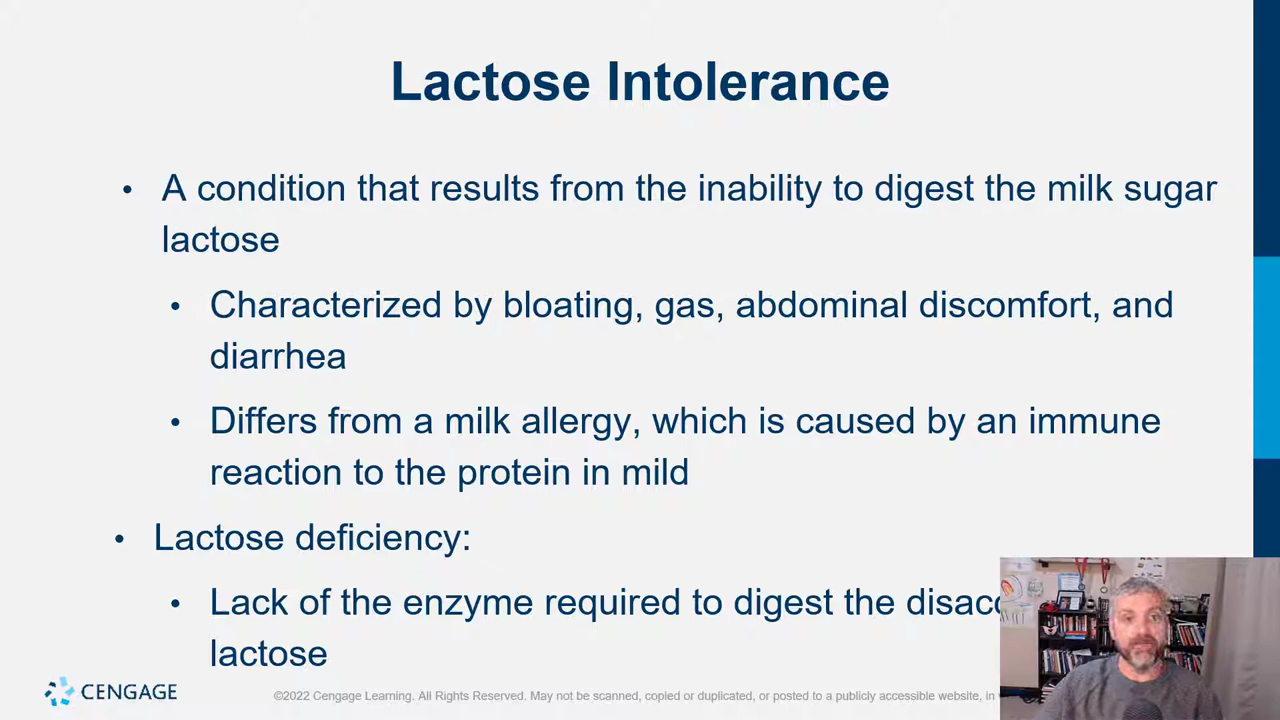 Lactose Intolerance
• A condition that results from the inability to digest the milk sugar
lactose
• Characterized by bloating, gas, abdominal discomfort, and
diarrhea
• Differs from a milk allergy, which is caused by an immune
reaction to the protein in mild
• Lactose deficiency:
• Lack of the enzyme required to digest the
lactose
CENGAGE
©2022 Cengage Learning. All Rights Reserved. May not be scanned, copied or duplicated, or posted to a publicly accessible website, in